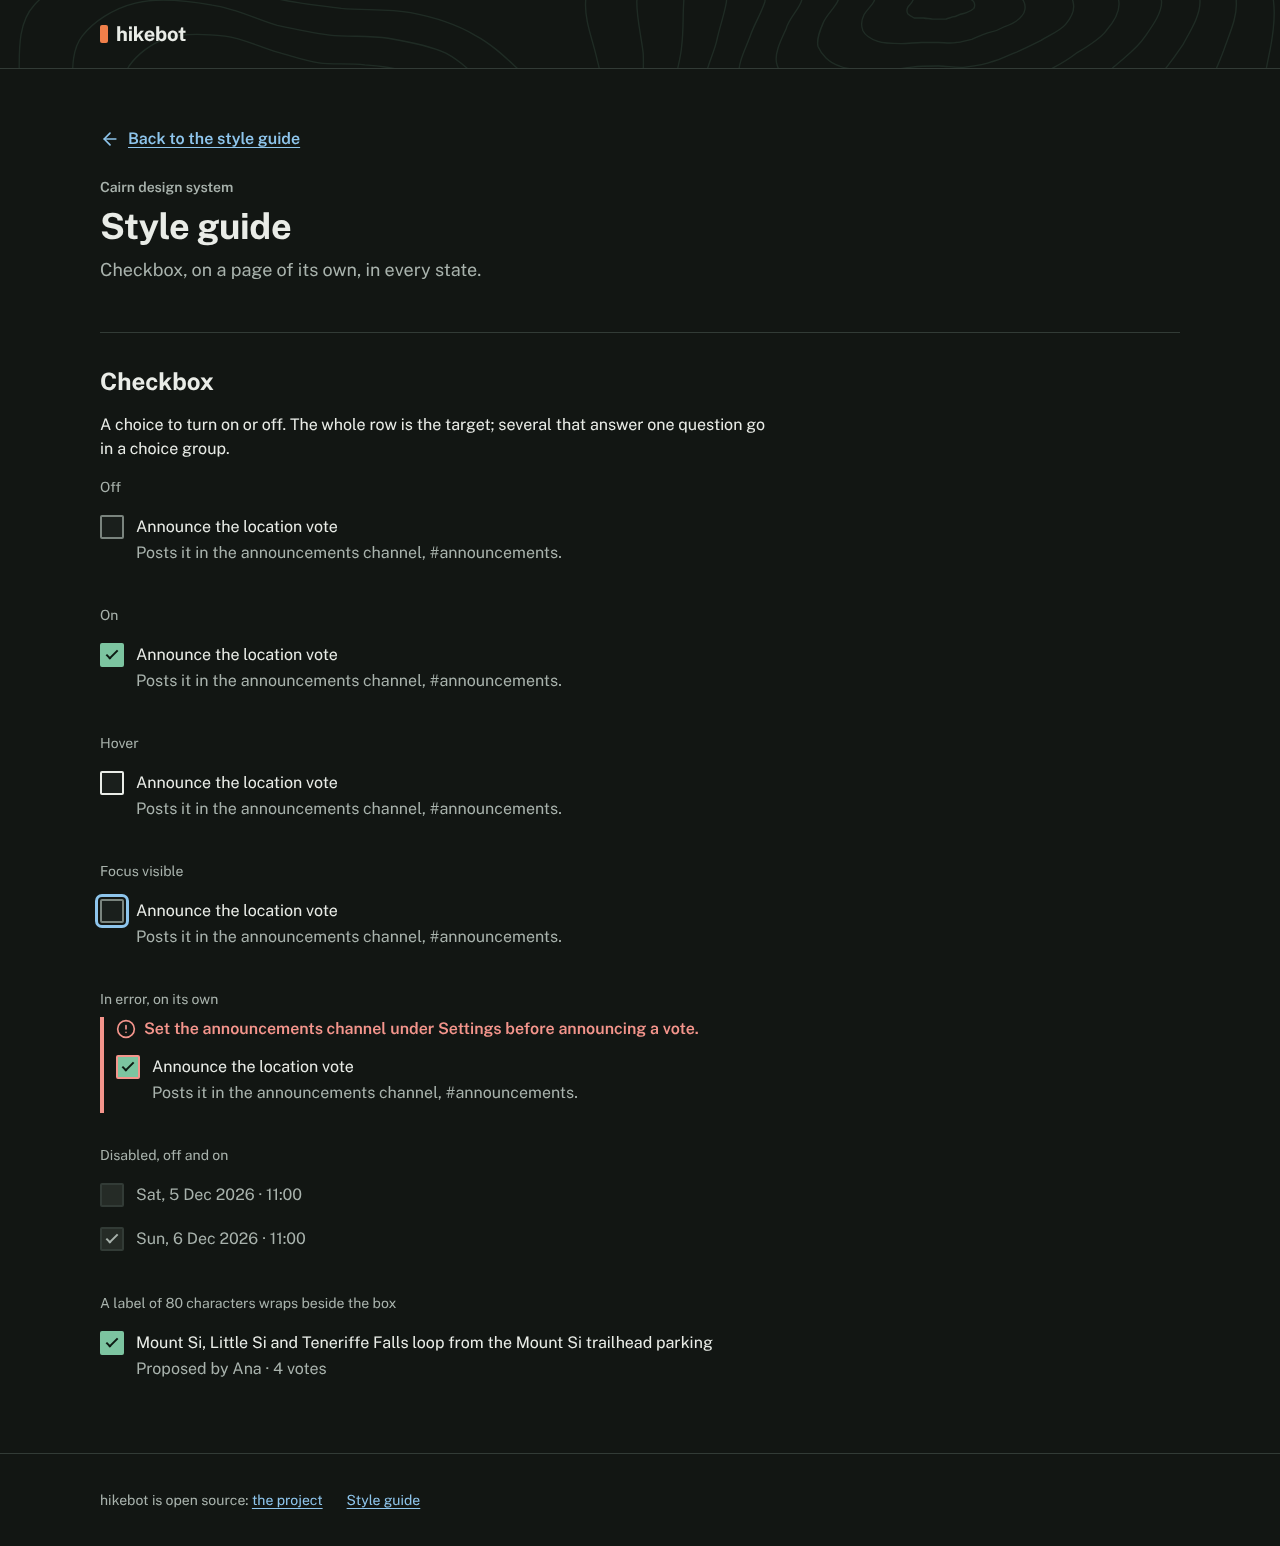 hikebot
Back to the style guide
Cairn design system
Style guide
Checkbox, on a page of its own, in every state.
Checkbox
A choice to turn on or off. The whole row is the target; several that answer one question go
in a choice group.
Off
Announce the location vote
Posts it in the announcements channel, #announcements.
On
Announce the location vote
Posts it in the announcements channel, #announcements.
Hover
Announce the location vote
Posts it in the announcements channel, #announcements.
Focus visible
Announce the location vote
Posts it in the announcements channel, #announcements.
In error, on its own
Set the announcements channel under Settings before announcing a vote.
Announce the location vote
Posts it in the announcements channel, #announcements.
Disabled, off and on
Sat, 5 Dec 2026 · 11:00
Sun, 6 Dec 2026 · 11:00
A label of 80 characters wraps beside the box
Mount Si, Little Si and Teneriffe Falls loop from the Mount Si trailhead parking
Proposed by Ana · 4 votes
hikebot is open source: the project Style guide